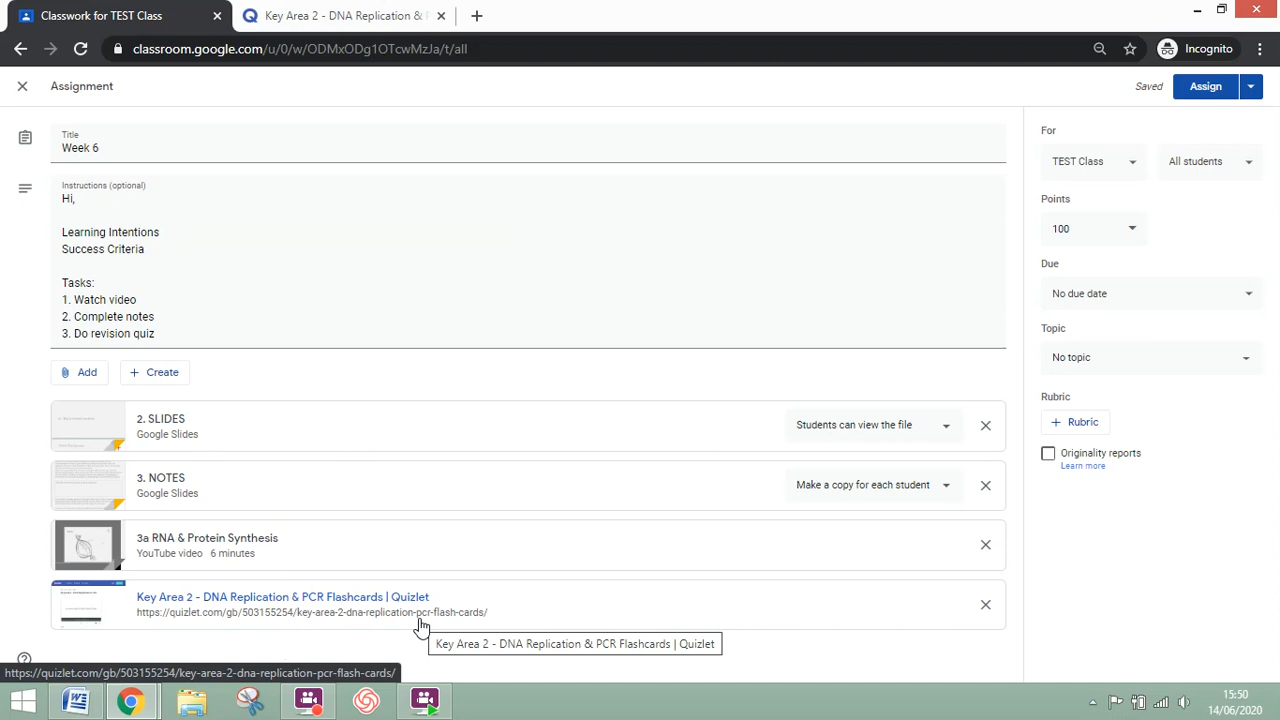 Classwork for TEST Class
Key Area 2 - DNA Replication &
classroom.google.com/u/0/w/ODMxODg1OTcwMzJa/t/all
Incognito
Assignment
Saved
Assign
Title
Week 6
Instructions (optional)
Hi,
Learning Intentions
Success Criteria
Tasks:
1. Watch video
2. Complete notes
3. Do revision quiz
Add
Create
2. SLIDES
Google Slides
Students can view the file
3. NOTES
Google Slides
Make a copy for each student
3a RNA & Protein Synthesis
YouTube video 6 minutes
Key Area 2 - DNA Replication & PCR Flashcards | Quizlet
https://quizlet.com/gb/503155254/key-area-2-dna-replication-pcr-flash-cards/
Key Area 2 - DNA Replication & PCR Flashcards | Quizlet
https://quizlet.com/gb/503155254/key-area-2-dna-replication-pcr-flash-cards/
For
TEST Class
All students
Points
100
Due
No due date
Topic
No topic
Rubric
Rubric
Originality reports
Learn more
15:50
14/06/2020